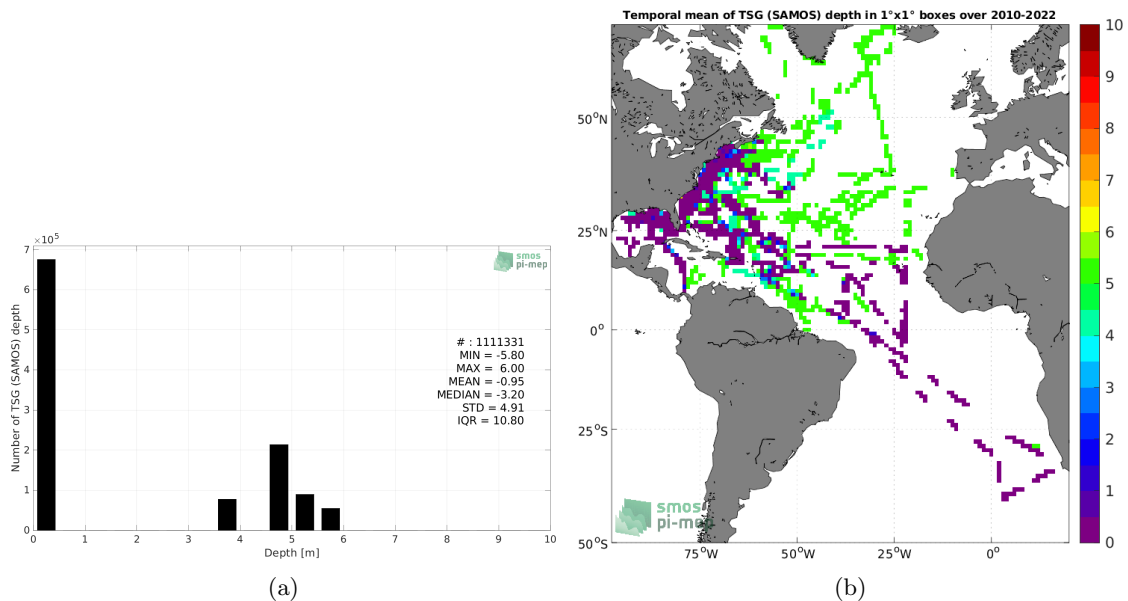 ×10⁵
7
6
5
4
3
2
1
0
Number of TSG (SAMOS) depth
smos
pi-mep
# : 1111331
MIN = -5.80
MAX = 6.00
MEAN = -0.95
MEDIAN = -3.20
STD = 4.91
IQR = 10.80
0 1 2 3 4 5 6 7 8 9 10
Depth [m]
(a)
Temporal mean of TSG (SAMOS) depth in 1°x1° boxes over 2010-2022
50°N
25°N
0°
25°S
50°S
75°W 50°W 25°W 0°
smos
pi-mep
10
9
8
7
6
5
4
3
2
1
0
(b)